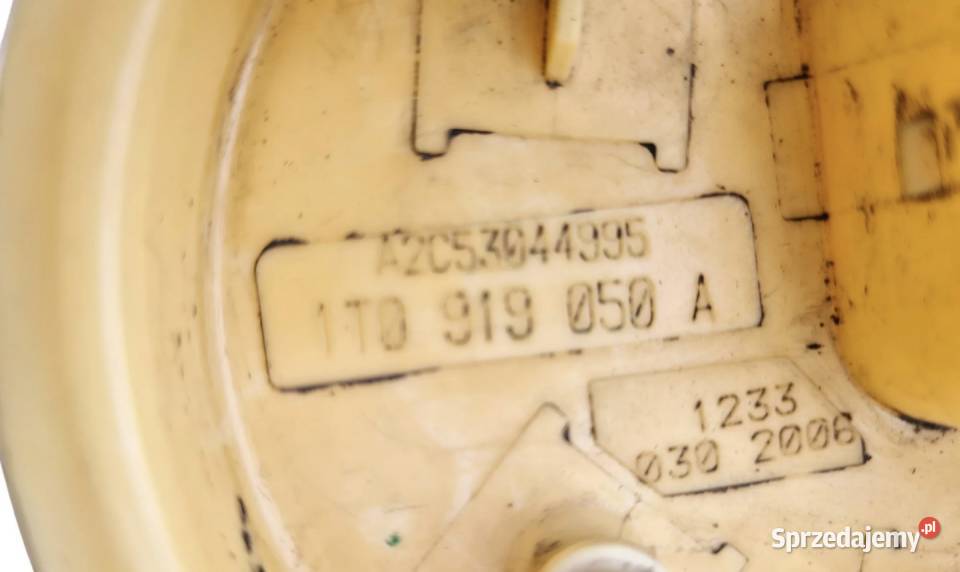 A2C53044995
1T0 919 050 A
1233
030 2006
Sprzedajemy.pl